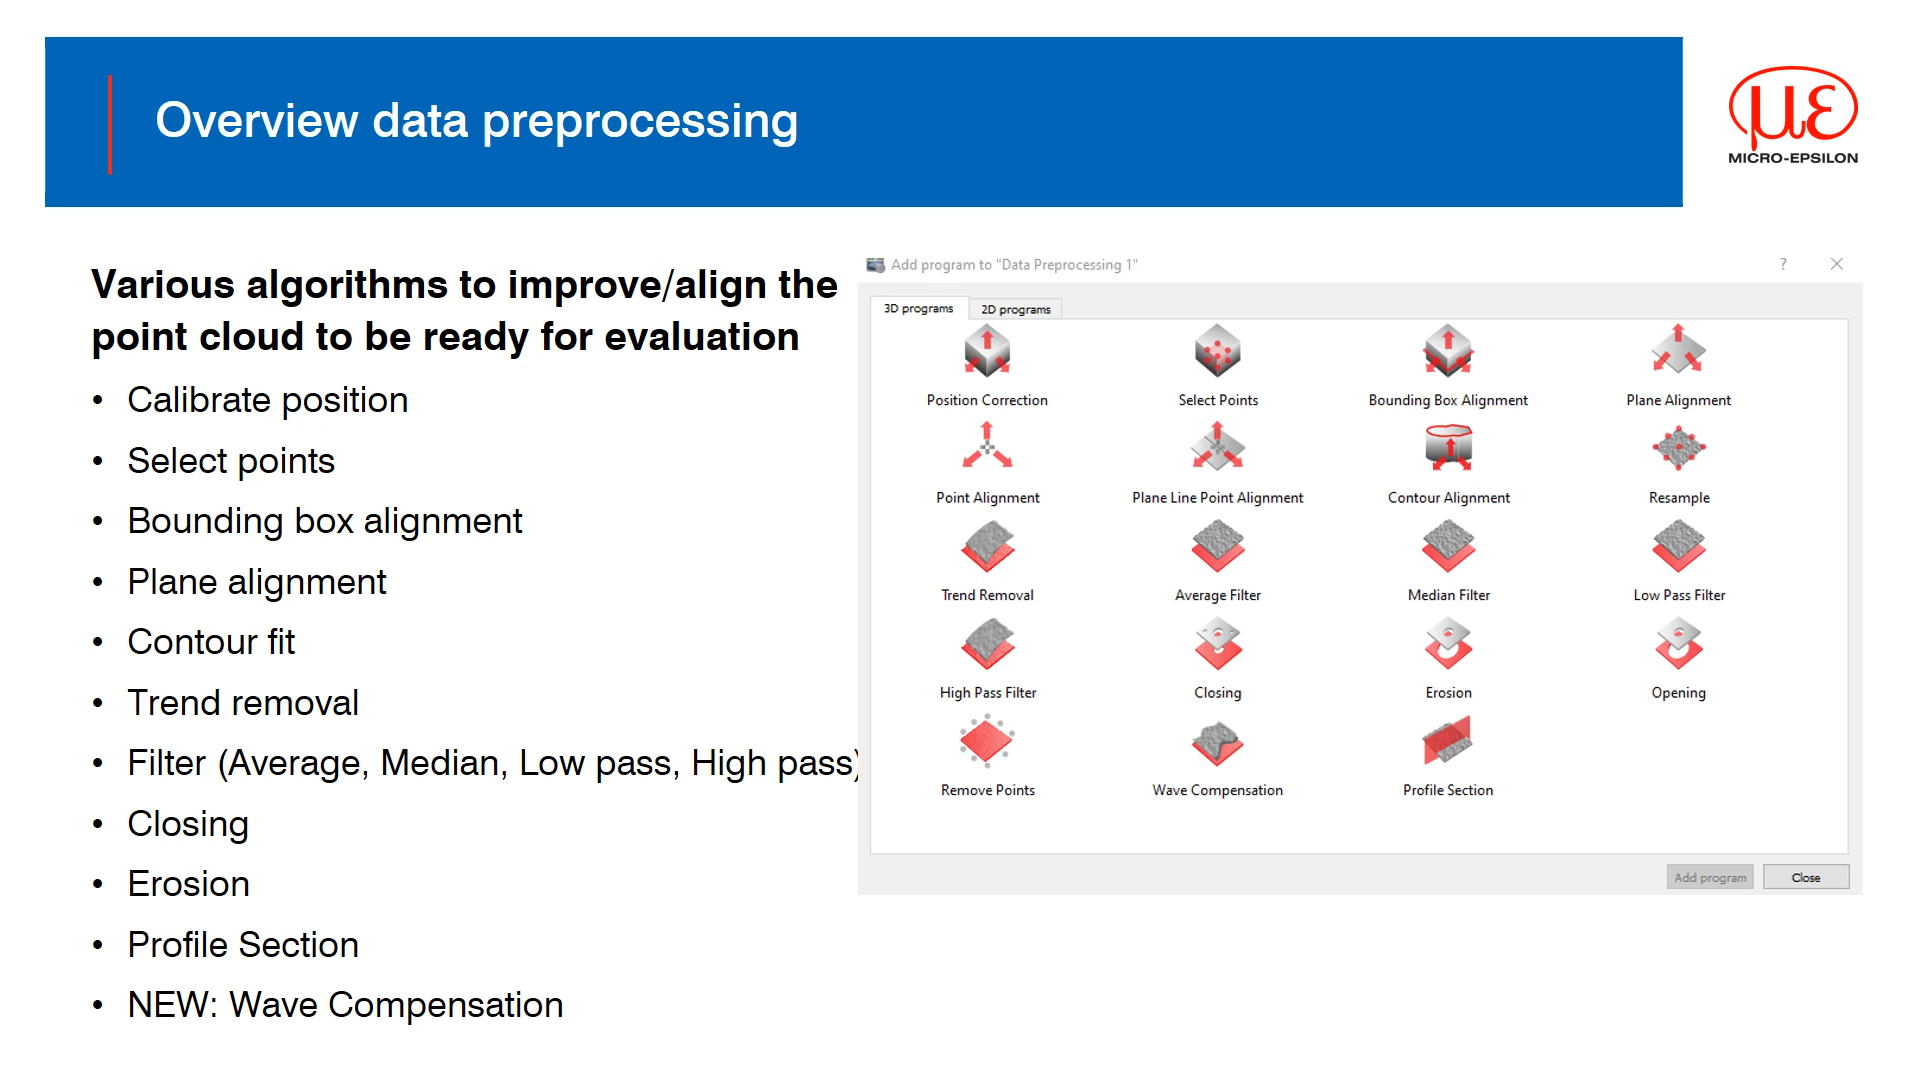 Overview data preprocessing
με
MICRO-EPSILON
Various algorithms to improve/align the
point cloud to be ready for evaluation
• Calibrate position
• Select points
• Bounding box alignment
• Plane alignment
• Contour fit
• Trend removal
• Filter (Average, Median, Low pass, High pass)
• Closing
• Erosion
• Profile Section
• NEW: Wave Compensation
Add program to "Data Preprocessing 1"
?
3D programs 2D programs
Position Correction Select Points Bounding Box Alignment Plane Alignment
Point Alignment Plane Line Point Alignment Contour Alignment Resample
Trend Removal Average Filter Median Filter Low Pass Filter
High Pass Filter Closing Erosion Opening
Remove Points Wave Compensation Profile Section
Add program Close